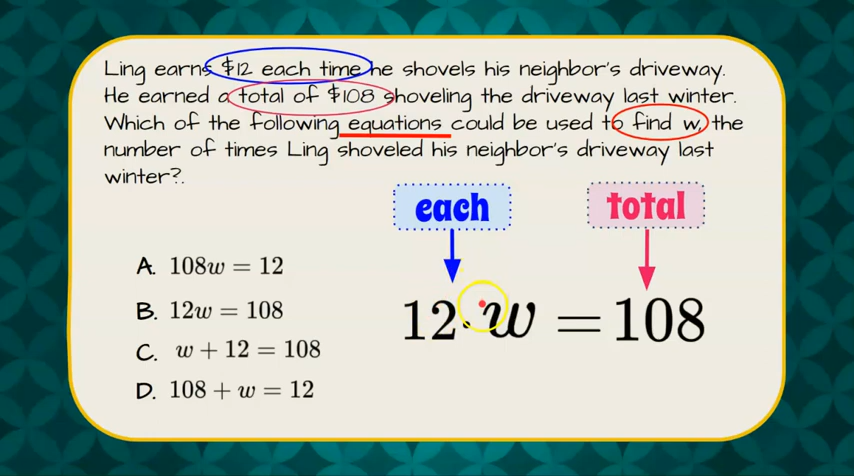 Ling earns $12 each time he shovels his neighbor's driveway.
He earned a total of $108 shoveling the driveway last winter.
Which of the following equations could be used to find w, the
number of times Ling shoveled his neighbor's driveway last
winter?.
each
total
A. 108w = 12
B. 12w = 108
C. w + 12 = 108
D. 108 + w = 12
12·w = 108